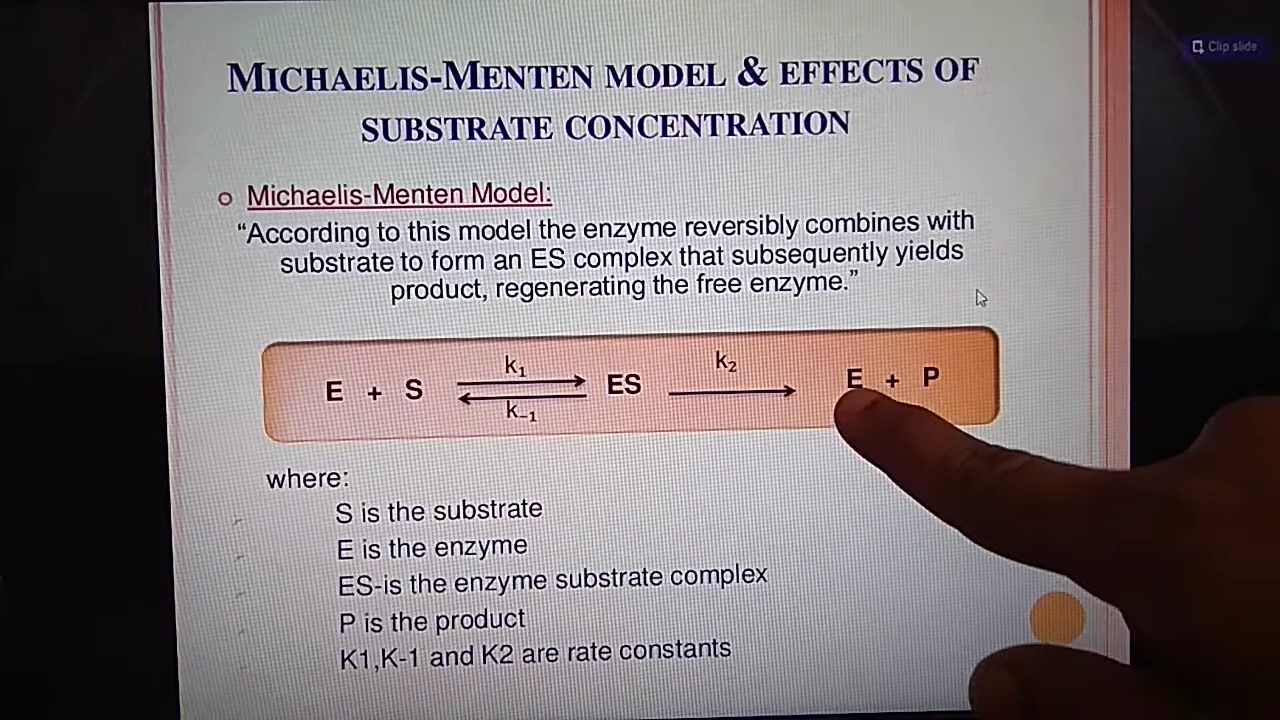 Clip slide
MICHAELIS-MENTEN MODEL & EFFECTS OF
SUBSTRATE CONCENTRATION
Michaelis-Menten Model:
“According to this model the enzyme reversibly combines with
substrate to form an ES complex that subsequently yields
product, regenerating the free enzyme.”
k₁ k₂
E + S ES E + P
k₋₁
where:
S is the substrate
E is the enzyme
ES-is the enzyme substrate complex
P is the product
K1,K-1 and K2 are rate constants